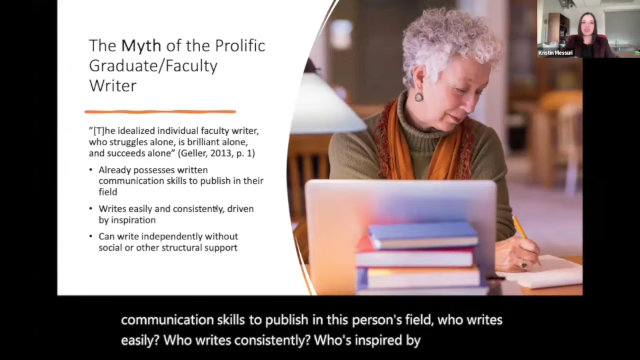 The Myth of the Prolific
Graduate/Faculty
Writer
"[T]he idealized individual faculty writer,
who struggles alone, is brilliant alone,
and succeeds alone" (Geller, 2013, p. 1)
• Already possesses written
communication skills to publish in their
field
• Writes easily and consistently, driven
by inspiration
• Can write independently without
social or other structural support
Kristin Messuri
communication skills to publish in this person's field, who writes
easily? Who writes consistently? Who's inspired by